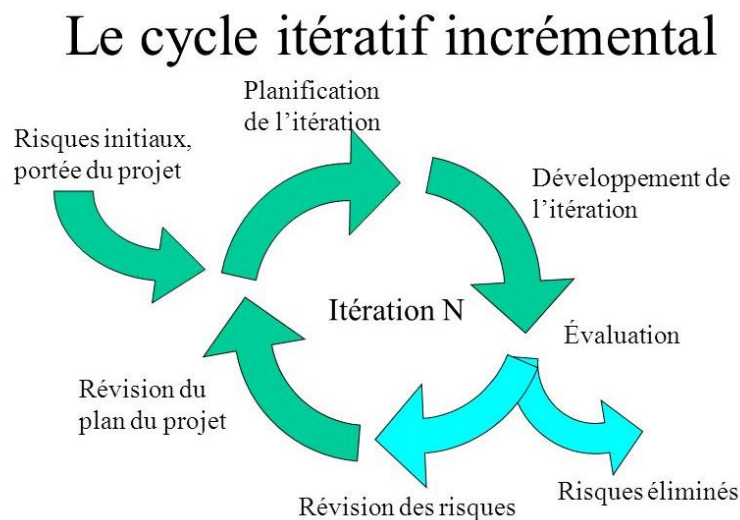 Le cycle itératif incrémental
Planification
de l'itération
Risques initiaux,
portée du projet
Développement de
l'itération
Itération N
Évaluation
Révision du
plan du projet
Révision des risques
Risques éliminés